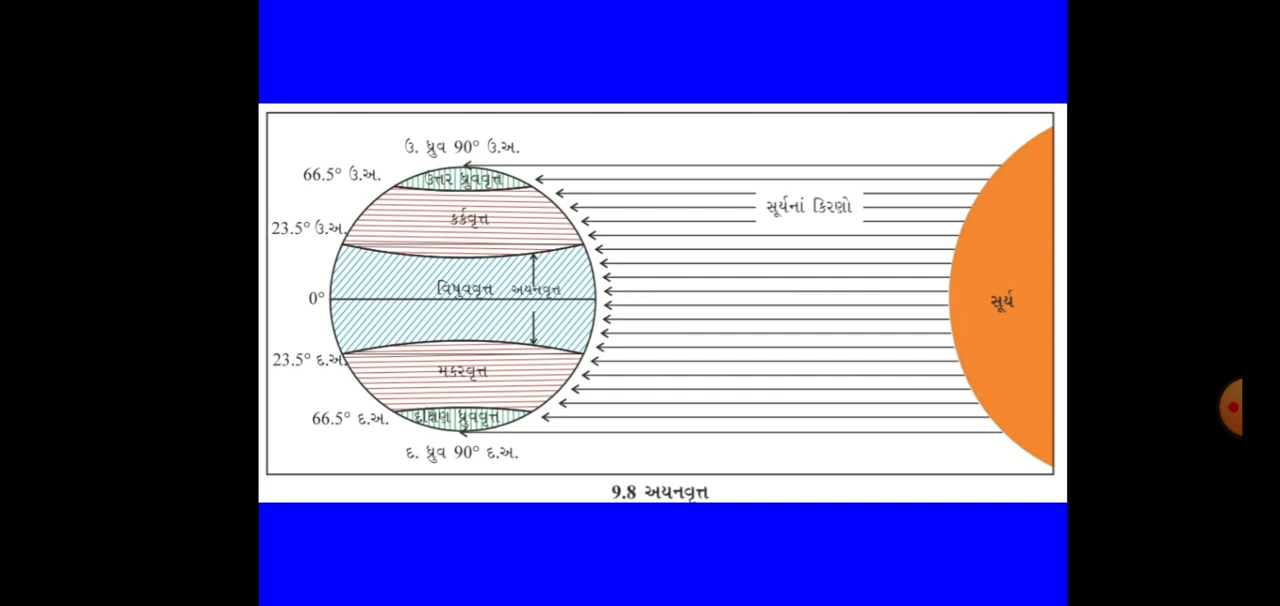 ઉ. ધ્રુવ 90° ઉ.અ.
66.5° ઉ.અ.
ઉત્તર ધ્રુવવૃત્ત
કર્કવૃત્ત
સૂર્યનાં કિરણો
23.5° ઉ.અ.
વિષુવવૃત્ત
અયનવૃત્ત
0°
સૂર્ય
23.5° દ.અ.
મકરવૃત્ત
66.5° દ.અ.
દક્ષિણ ધ્રુવવૃત્ત
દ. ધ્રુવ 90° દ.અ.
9.8 અયનવૃત્ત